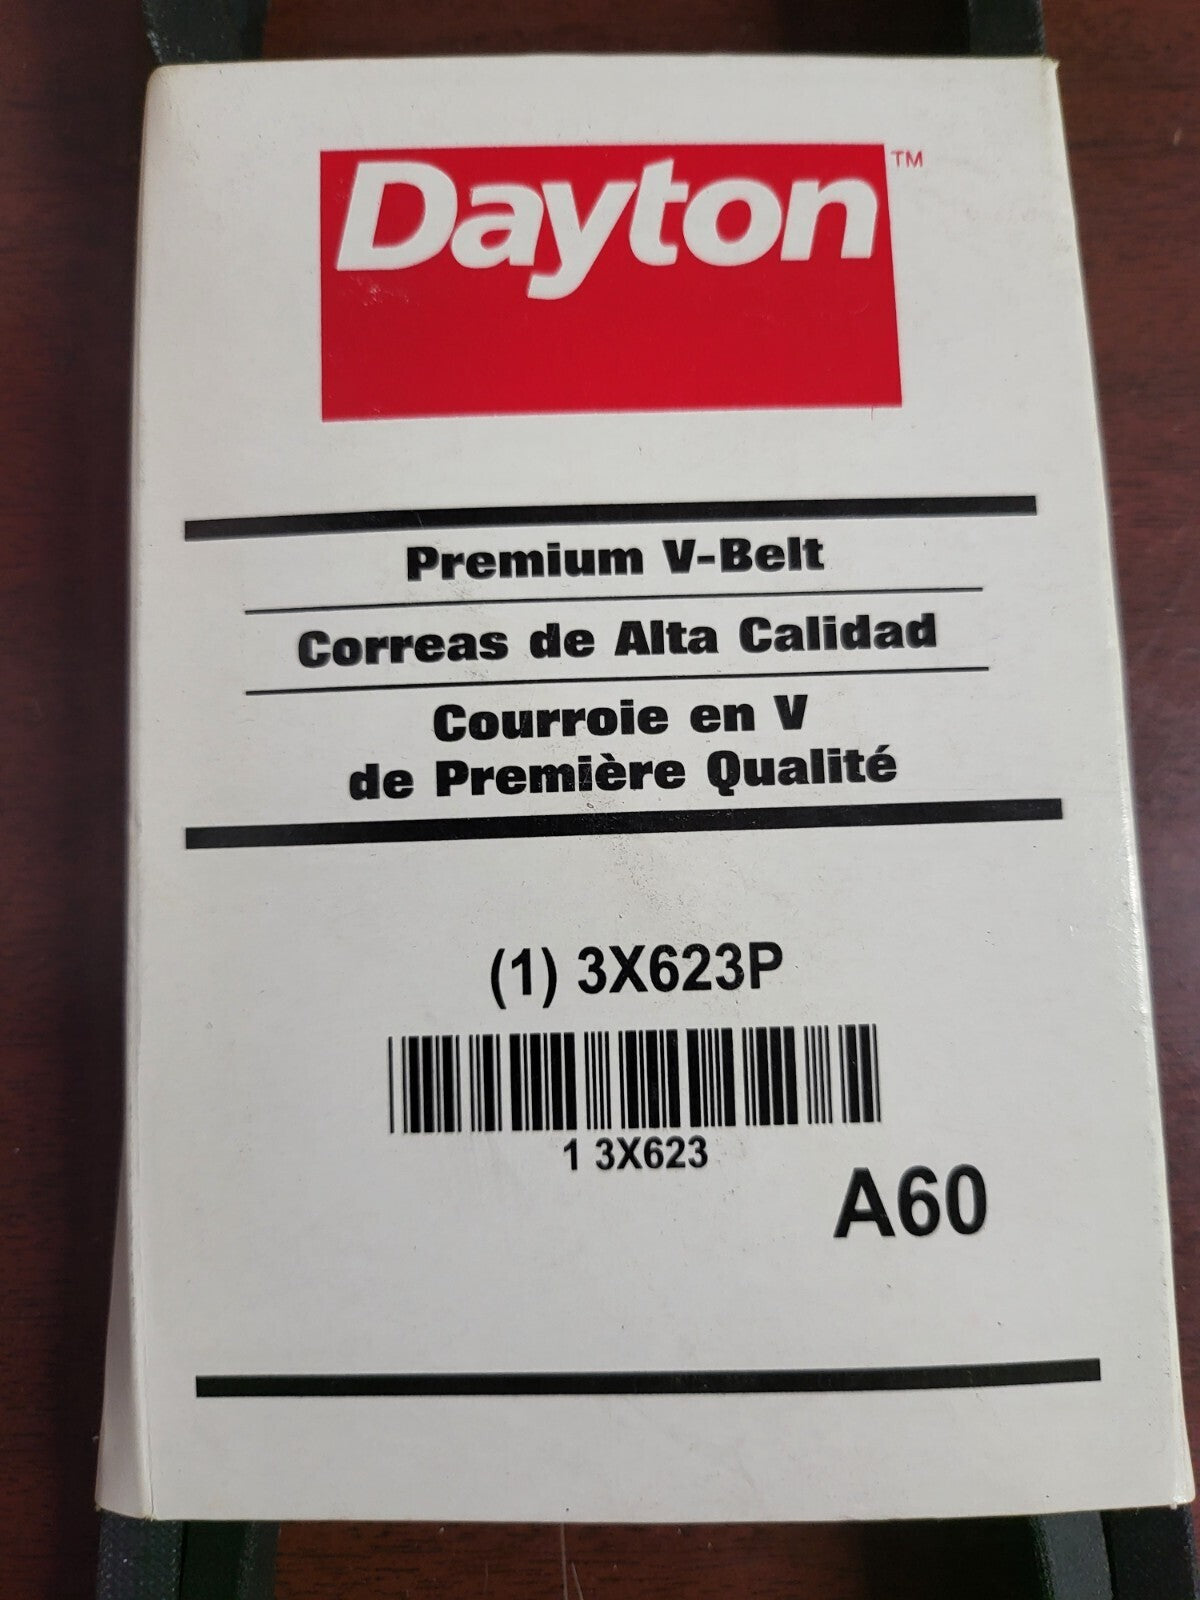 Dayton™
Premium V-Belt
Correas de Alta Calidad
Courroie en V
de Première Qualité
(1) 3X623P
1 3X623
A60